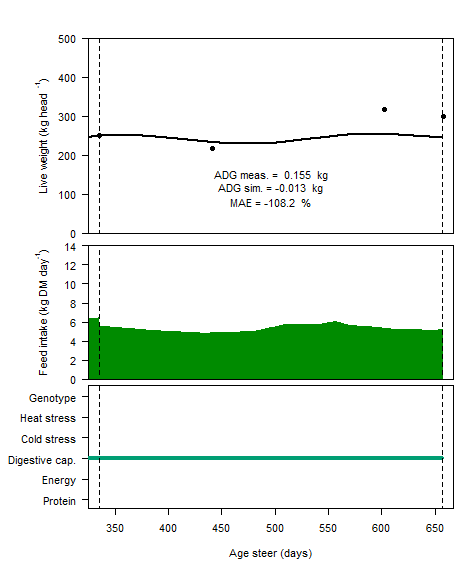 500
400
300
200
100
0
Live weight (kg head -1)
ADG meas. = 0.155 kg
ADG sim. = -0.013 kg
MAE = -108.2 %
14
12
10
8
6
4
2
0
Feed intake (kg DM day-1)
Genotype
Heat stress
Cold stress
Digestive cap.
Energy
Protein
350 400 450 500 550 600 650
Age steer (days)